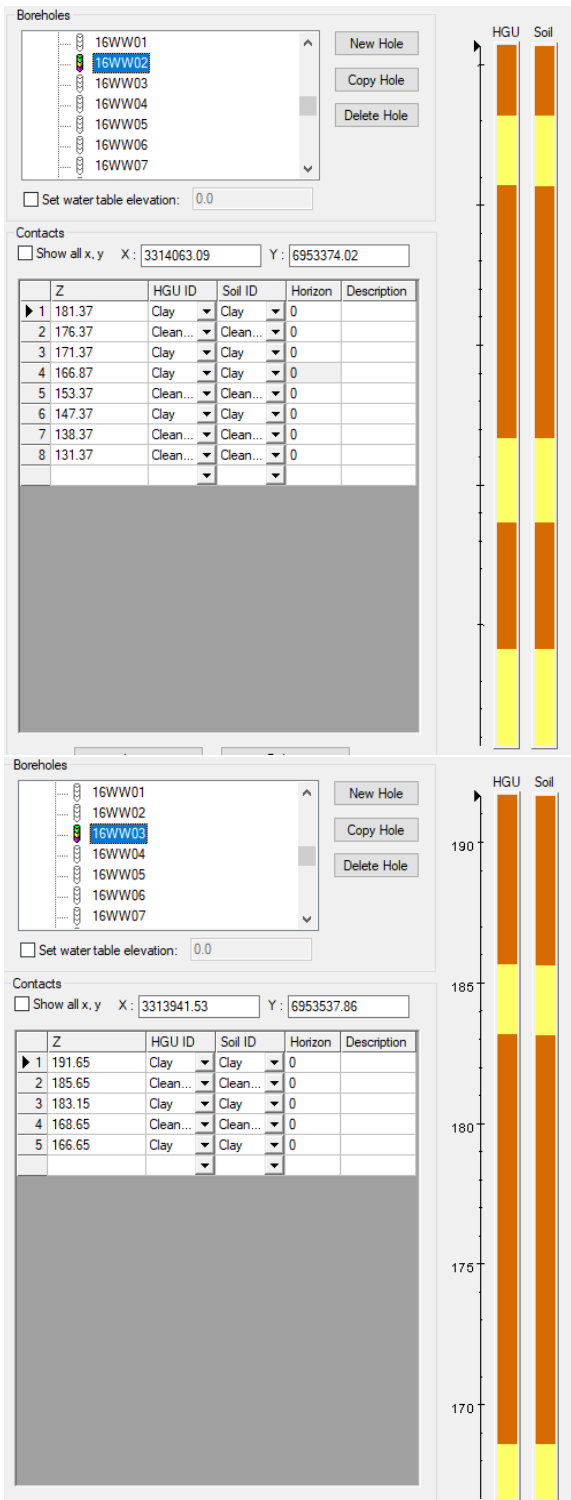 Boreholes
HGU Soil
16WW01
16WW02
16WW03
16WW04
16WW05
16WW06
16WW07
New Hole
Copy Hole
Delete Hole
Set water table elevation: 0.0
Contacts
Show all x, y X : 3314063.09 Y : 6953374.02
Z HGU ID Soil ID Horizon Description
1 181.37 Clay Clay 0
2 176.37 Clean... Clean... 0
3 171.37 Clay Clay 0
4 166.87 Clay Clay 0
5 153.37 Clean... Clean... 0
6 147.37 Clay Clay 0
7 138.37 Clean... Clean... 0
8 131.37 Clean... Clean... 0
Boreholes
HGU Soil
16WW01
16WW02
16WW03
16WW04
16WW05
16WW06
16WW07
New Hole
Copy Hole
Delete Hole
Set water table elevation: 0.0
Contacts
Show all x, y X : 3313941.53 Y : 6953537.86
Z HGU ID Soil ID Horizon Description
1 191.65 Clay Clay 0
2 185.65 Clean... Clean... 0
3 183.15 Clay Clay 0
4 168.65 Clean... Clean... 0
5 166.65 Clay Clay 0
190
185
180
175
170